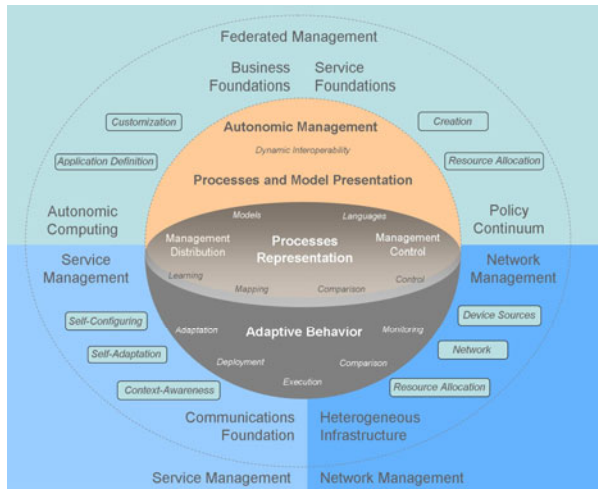 Federated Management
Business Foundations
Service Foundations
Customization
Autonomic Management
Creation
Dynamic Interoperability
Application Definition
Resource Allocation
Processes and Model Presentation
Autonomic Computing
Models
Languages
Policy Continuum
Management Distribution
Processes Representation
Management Control
Service Management
Network Management
Learning
Mapping
Comparison
Control
Self-Configuring
Adaptation
Adaptive Behavior
Monitoring
Device Sources
Self-Adaptation
Deployment
Comparison
Network
Context-Awareness
Execution
Resource Allocation
Communications Foundation
Heterogeneous Infrastructure
Service Management
Network Management